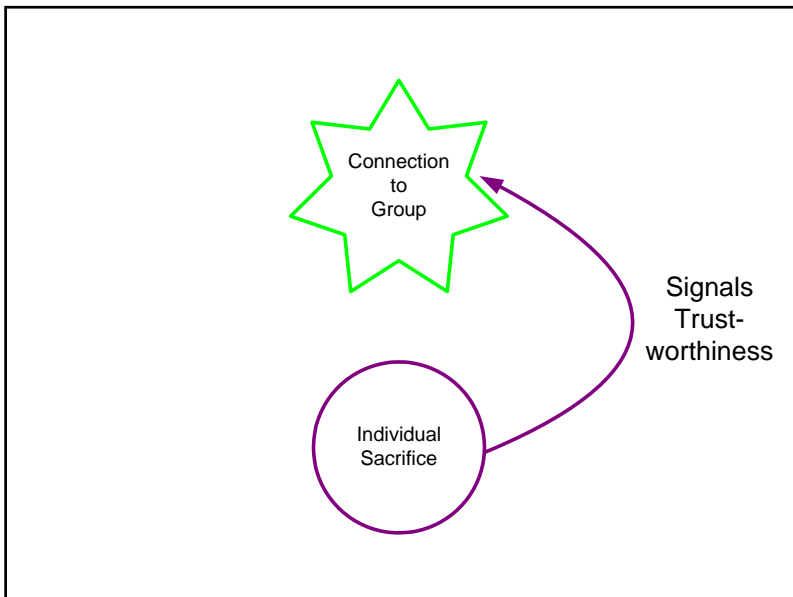 Connection
to
Group
Signals
Trust-
worthiness
Individual
Sacrifice